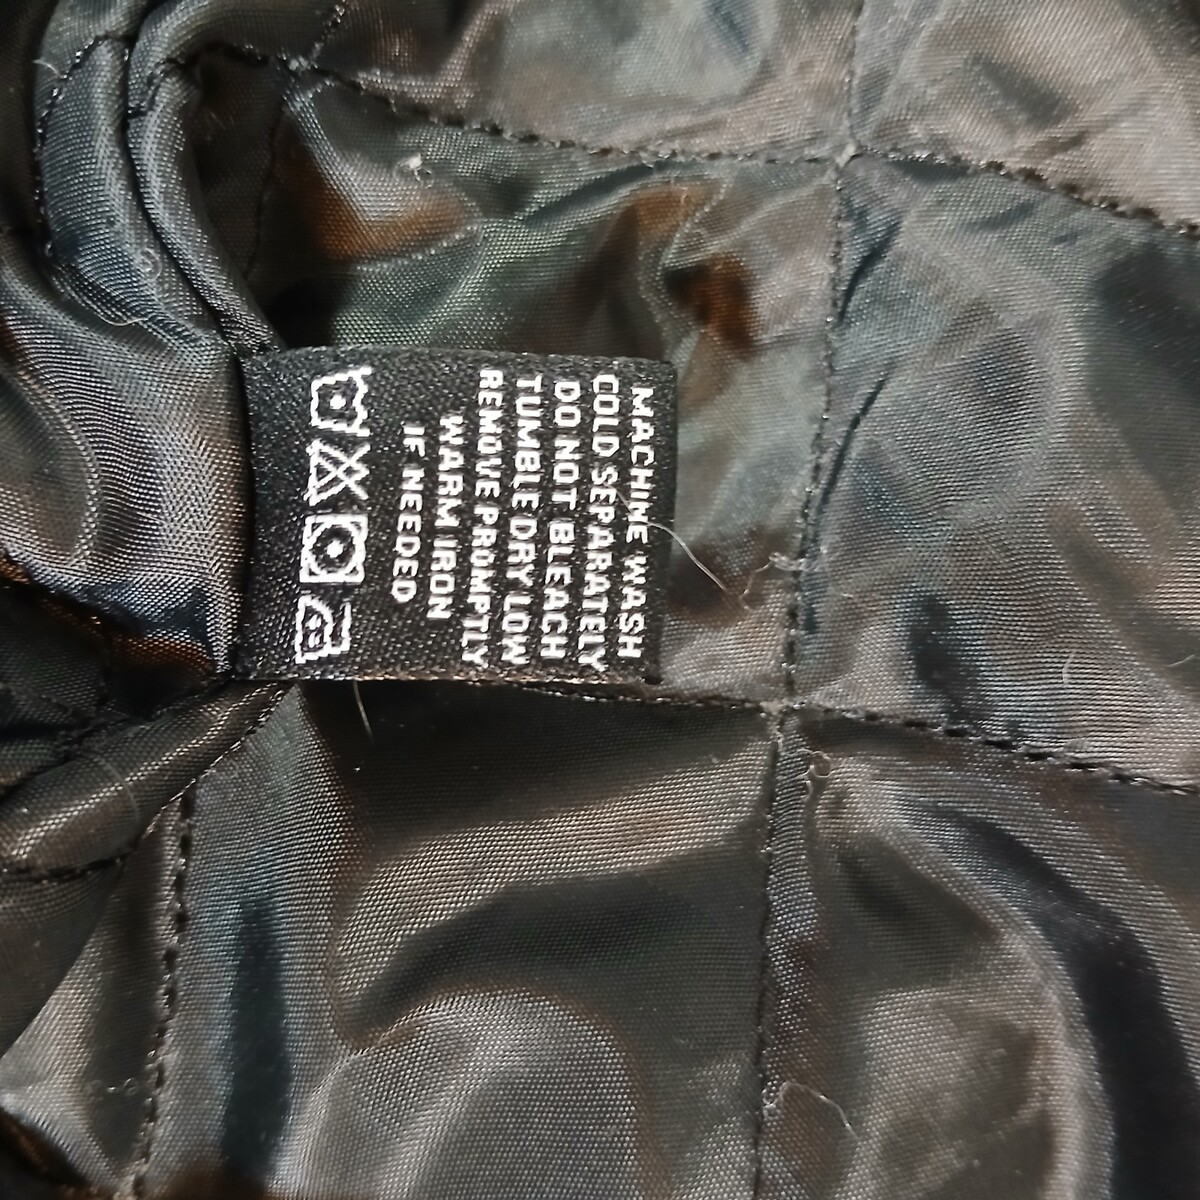 MACHINE WASH
COLD SEPARATELY
DO NOT BLEACH
TUMBLE DRY LOW
REMOVE PROMPTLY
WARM IRON
IF NEEDED